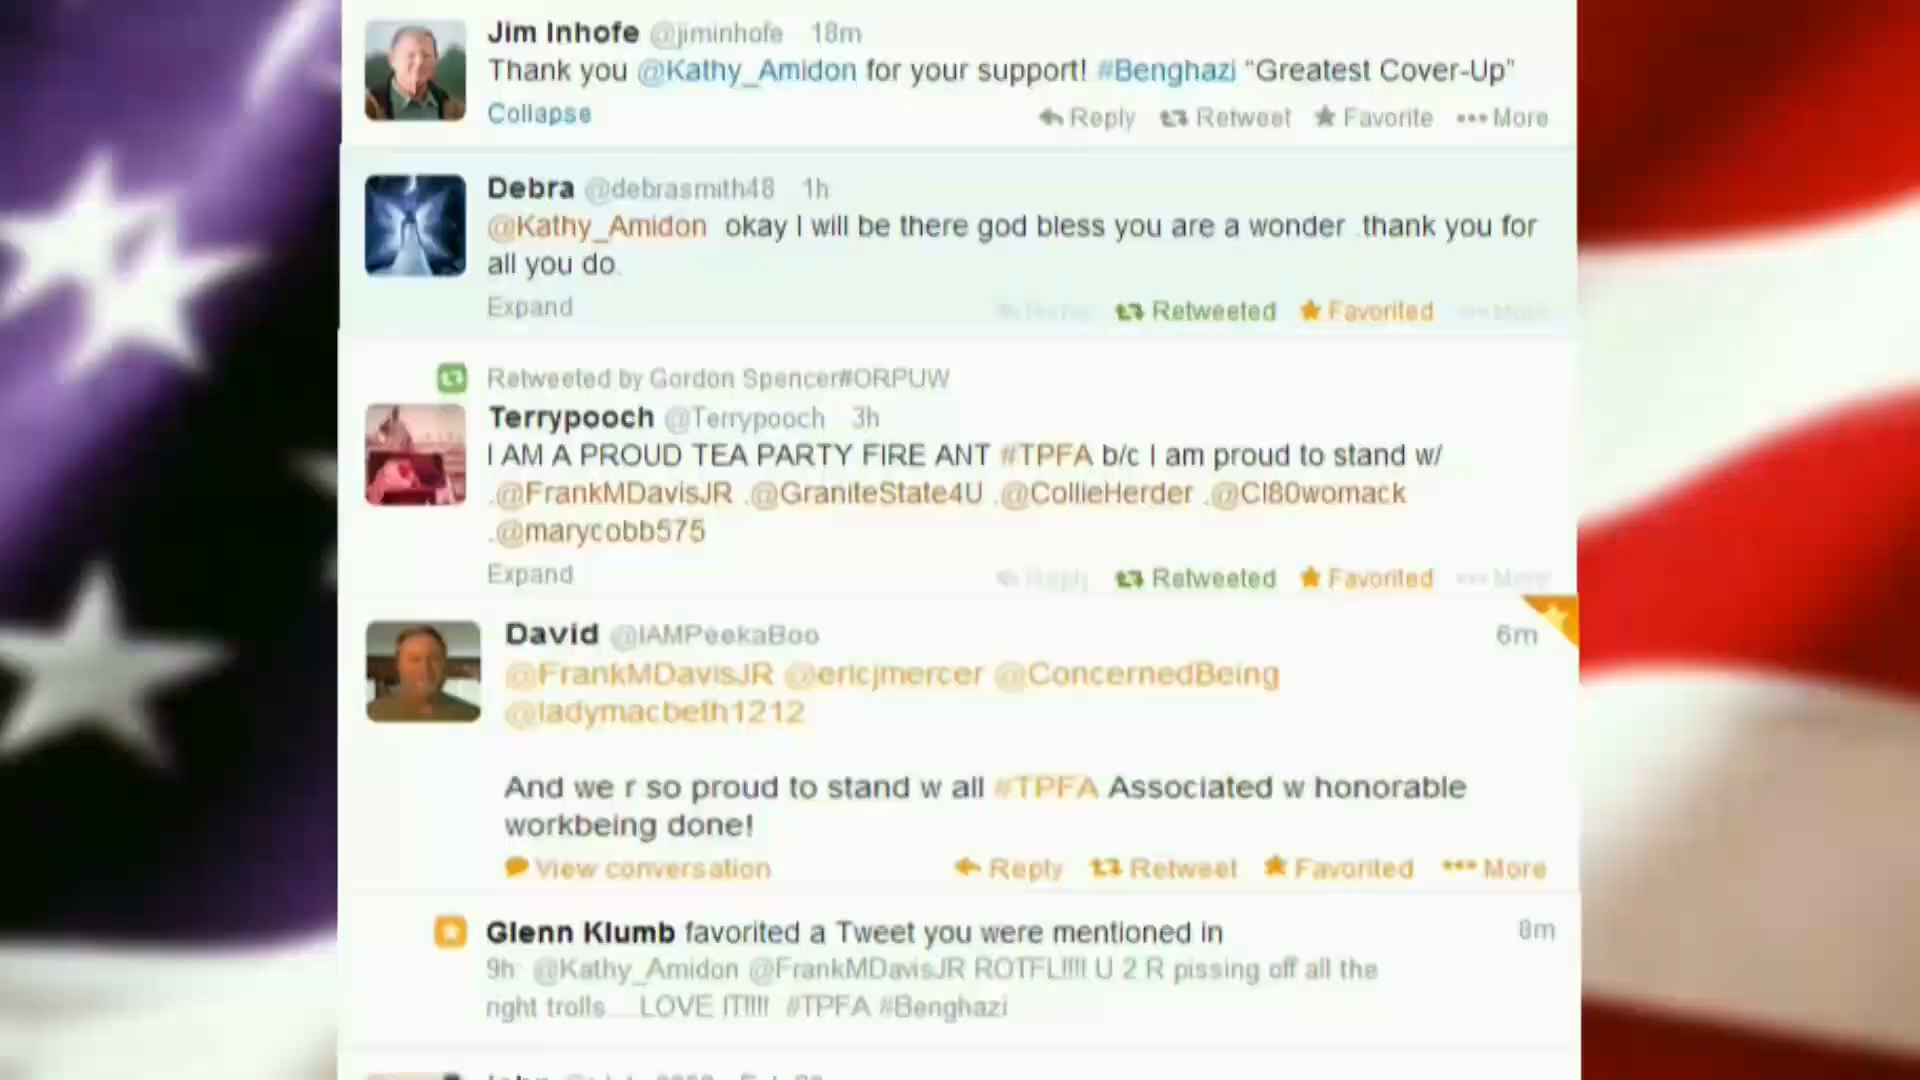 Jim Inhofe @jiminhofe 18m
Thank you @Kathy_Amidon for your support! #Benghazi “Greatest Cover-Up”
Collapse Reply Retweet Favorite More
Debra @debrasmith48 1h
@Kathy_Amidon okay I will be there god bless you are a wonder .thank you for
all you do.
Expand Retweeted Favorited More
Retweeted by Gordon Spencer#ORPUW
Terrypooch @Terrypooch 3h
I AM A PROUD TEA PARTY FIRE ANT #TPFA b/c I am proud to stand w/
.@FrankMDavisJR .@GraniteState4U .@CollieHerder .@Cl80womack
.@marycobb575
Expand Reply Retweeted Favorited More
David @IAMPeekaBoo 6m
@FrankMDavisJR @ericjmercer @ConcernedBeing
@ladymacbeth1212
And we r so proud to stand w all #TPFA Associated w honorable
workbeing done!
View conversation Reply Retweet Favorited More
Glenn Klumb favorited a Tweet you were mentioned in 8m
9h: @Kathy_Amidon @FrankMDavisJR ROTFL!!!! U 2 R pissing off all the
right trolls.....LOVE IT!!!! #TPFA #Benghazi